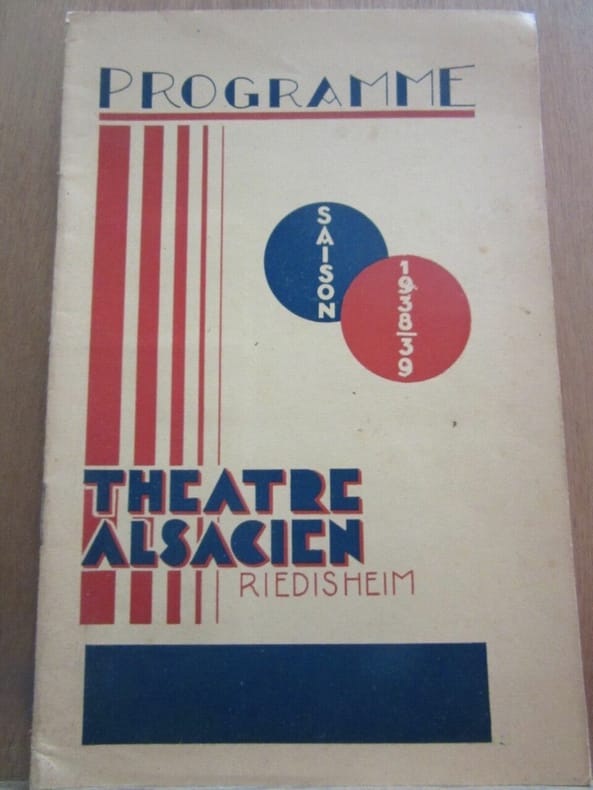 PROGRAMME
SAISON
1938/39
THEATRE
ALSACIEN
RIEDISHEIM